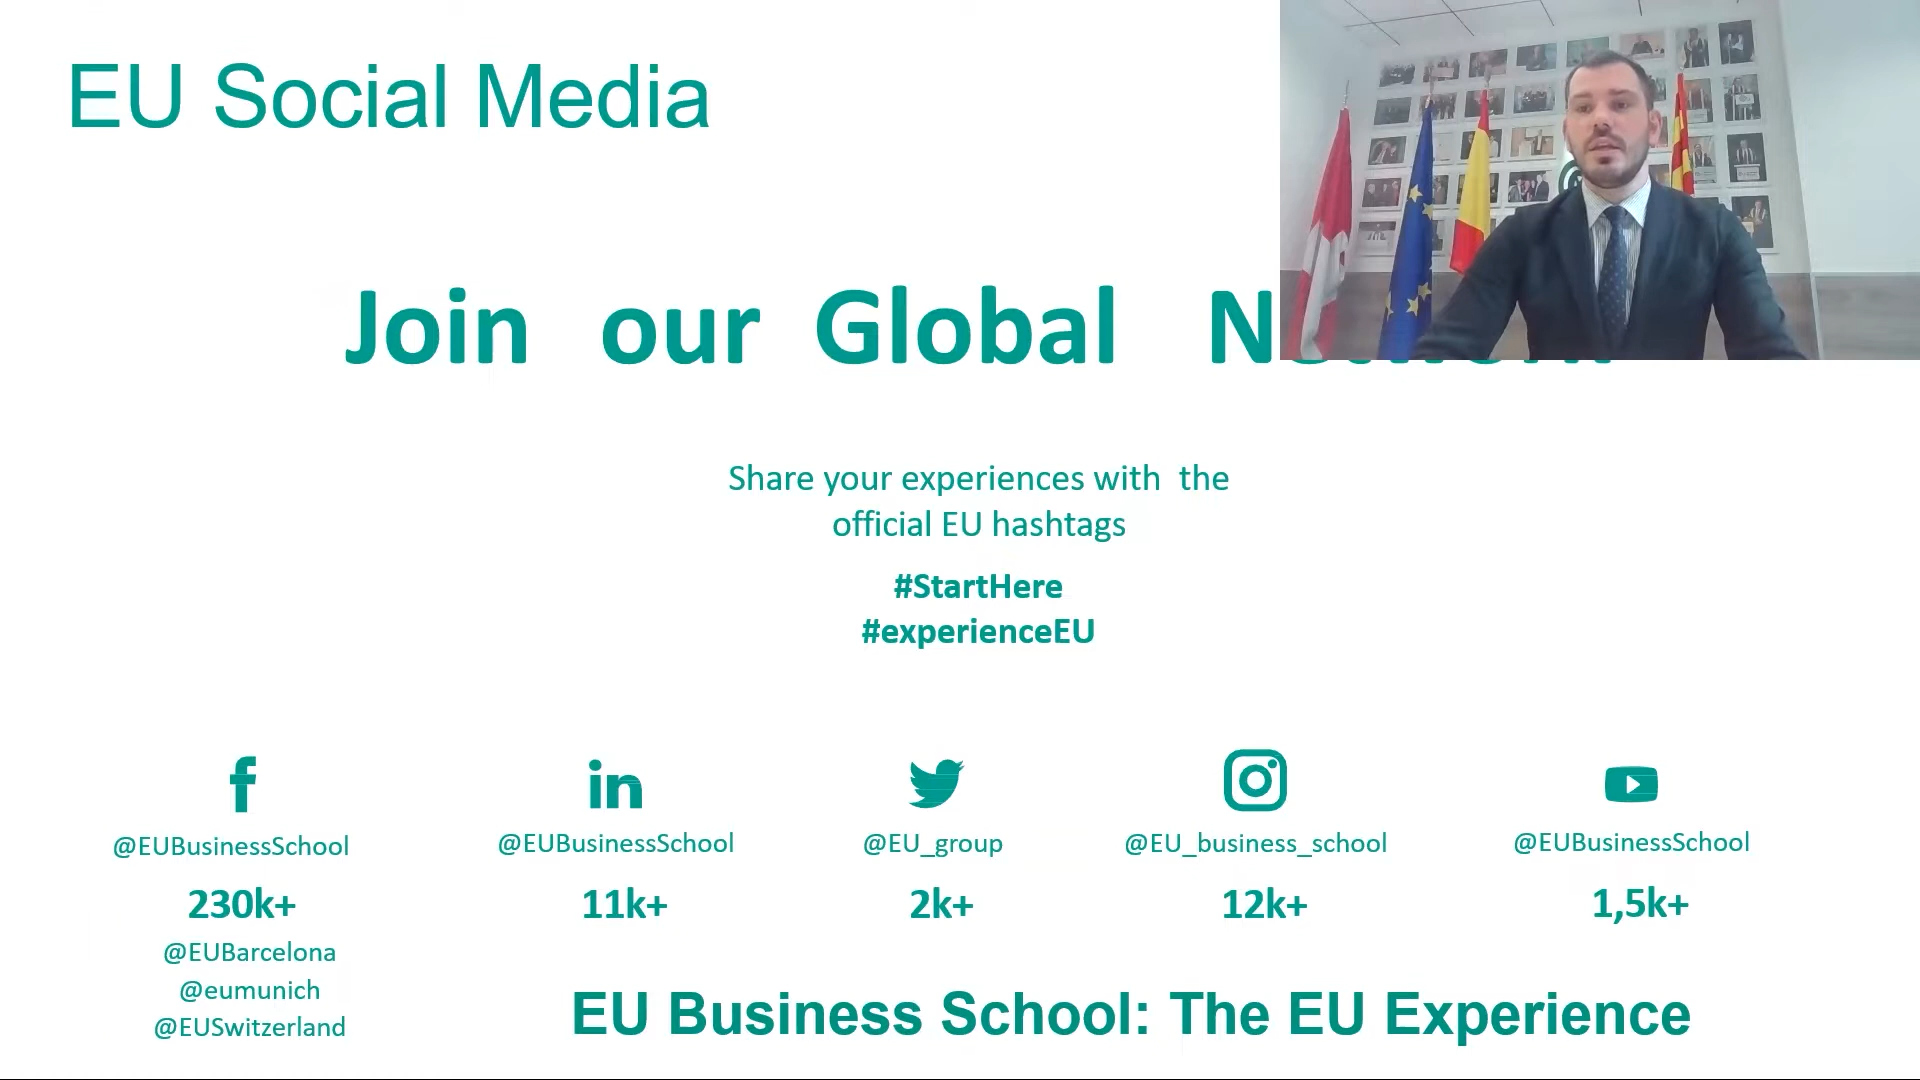 EU Social Media
Join our Global
Share your experiences with the
official EU hashtags
#StartHere
#experienceEU
@EUBusinessSchool
230k+
@EUBarcelona
@eumunich
@EUSwitzerland
@EUBusinessSchool
11k+
@EU_group
2k+
@EU_business_school
12k+
@EUBusinessSchool
1,5k+
EU Business School: The EU Experience